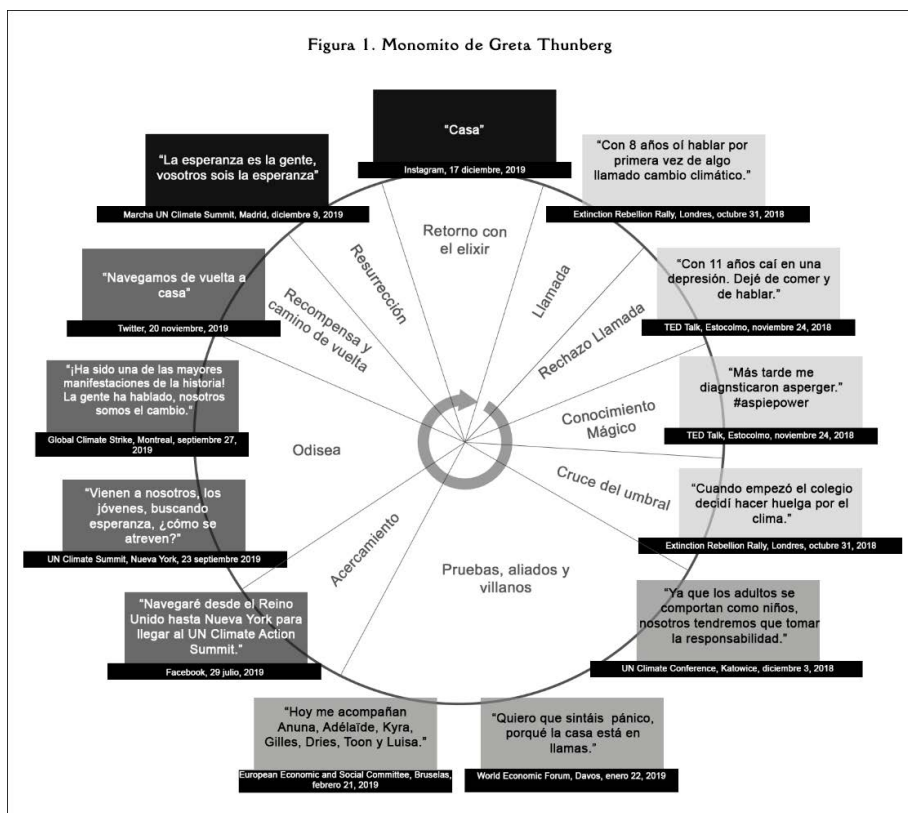 Figura 1. Monomito de Greta Thunberg
"Casa"
Instagram, 17 diciembre, 2019
"Con 8 años oí hablar por
primera vez de algo
llamado cambio climático."
Extinction Rebellion Rally, Londres, octubre 31, 2018
"Con 11 años caí en una
depresión. Dejé de comer y
de hablar."
TED Talk, Estocolmo, noviembre 24, 2018
"Más tarde me
diagnsticaron asperger."
#aspiepower
TED Talk, Estocolmo, noviembre 24, 2018
"Cuando empezó el colegio
decidí hacer huelga por el
clima."
Extinction Rebellion Rally, Londres, octubre 31, 2018
"Ya que los adultos se
comportan como niños,
nosotros tendremos que tomar
la responsabilidad."
UN Climate Conference, Katowice, diciembre 3, 2018
"Quiero que sintáis pánico,
porqué la casa está en
llamas."
World Economic Forum, Davos, enero 22, 2019
"Hoy me acompañan
Anuna, Adélaïde, Kyra,
Gilles, Dries, Toon y Luisa."
European Economic and Social Committee, Bruselas,
febrero 21, 2019
"Navegaré desde el Reino
Unido hasta Nueva York para
llegar al UN Climate Action
Summit."
Facebook, 29 julio, 2019
"Vienen a nosotros, los
jóvenes, buscando
esperanza, ¿cómo se
atreven?"
UN Climate Summit, Nueva York, 23 septiembre 2019
"¡Ha sido una de las mayores
manifestaciones de la historia!
La gente ha hablado, nosotros
somos el cambio."
Global Climate Strike, Montreal, septiembre 27,
2019
"Navegamos de vuelta a
casa"
Twitter, 20 noviembre, 2019
"La esperanza es la gente,
vosotros sois la esperanza"
Marcha UN Climate Summit, Madrid, diciembre 9, 2019
Retorno con
el elixir
Llamada
Rechazo Llamada
Conocimiento
Mágico
Cruce del umbral
Pruebas, aliados y
villanos
Acercamiento
Odisea
Recompensa y
camino de vuelta
Resurrección